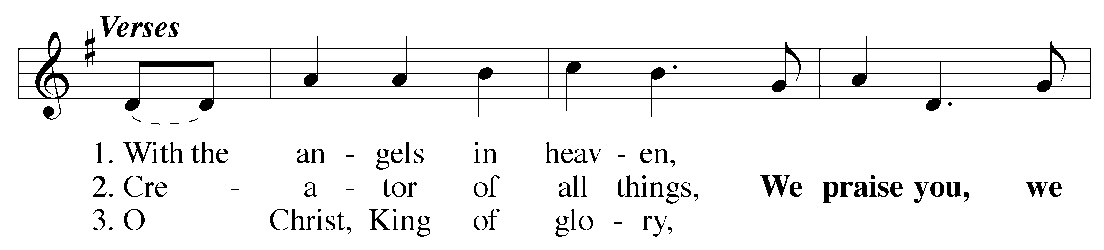 Verses
1. With the an - gels in heav - en,
2. Cre - a - tor of all things, We praise you, we
3. O Christ, King of glo - ry,